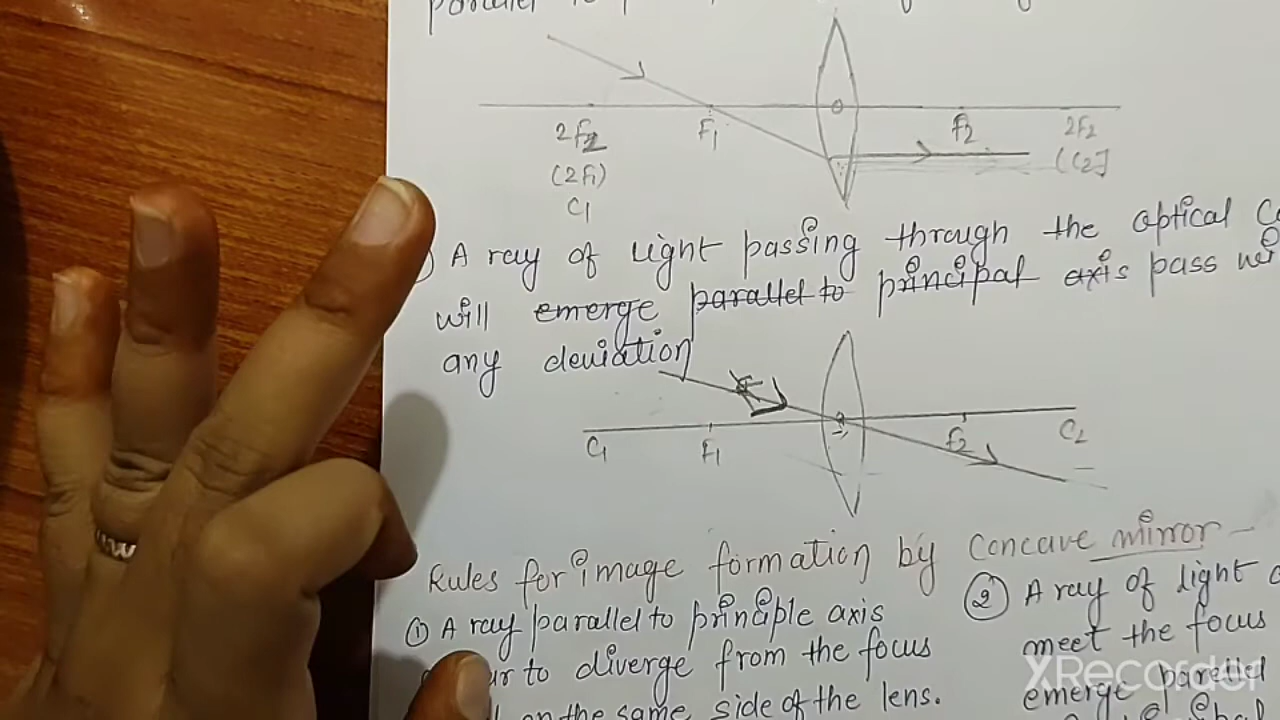 parallel to
2F2 F1 O F2 2F2
(2F1) (C2)
C1
A ray of light passing through the optical
will emerge parallel to principal axis pass
any deviation
C1 F1 F2 C2
Rules for image formation by Concave mirror -
① A ray parallel to principle axis
to diverge from the focus
on the same side of the lens.
② A ray of light
meet the focus
emerge parellel
XRecorder